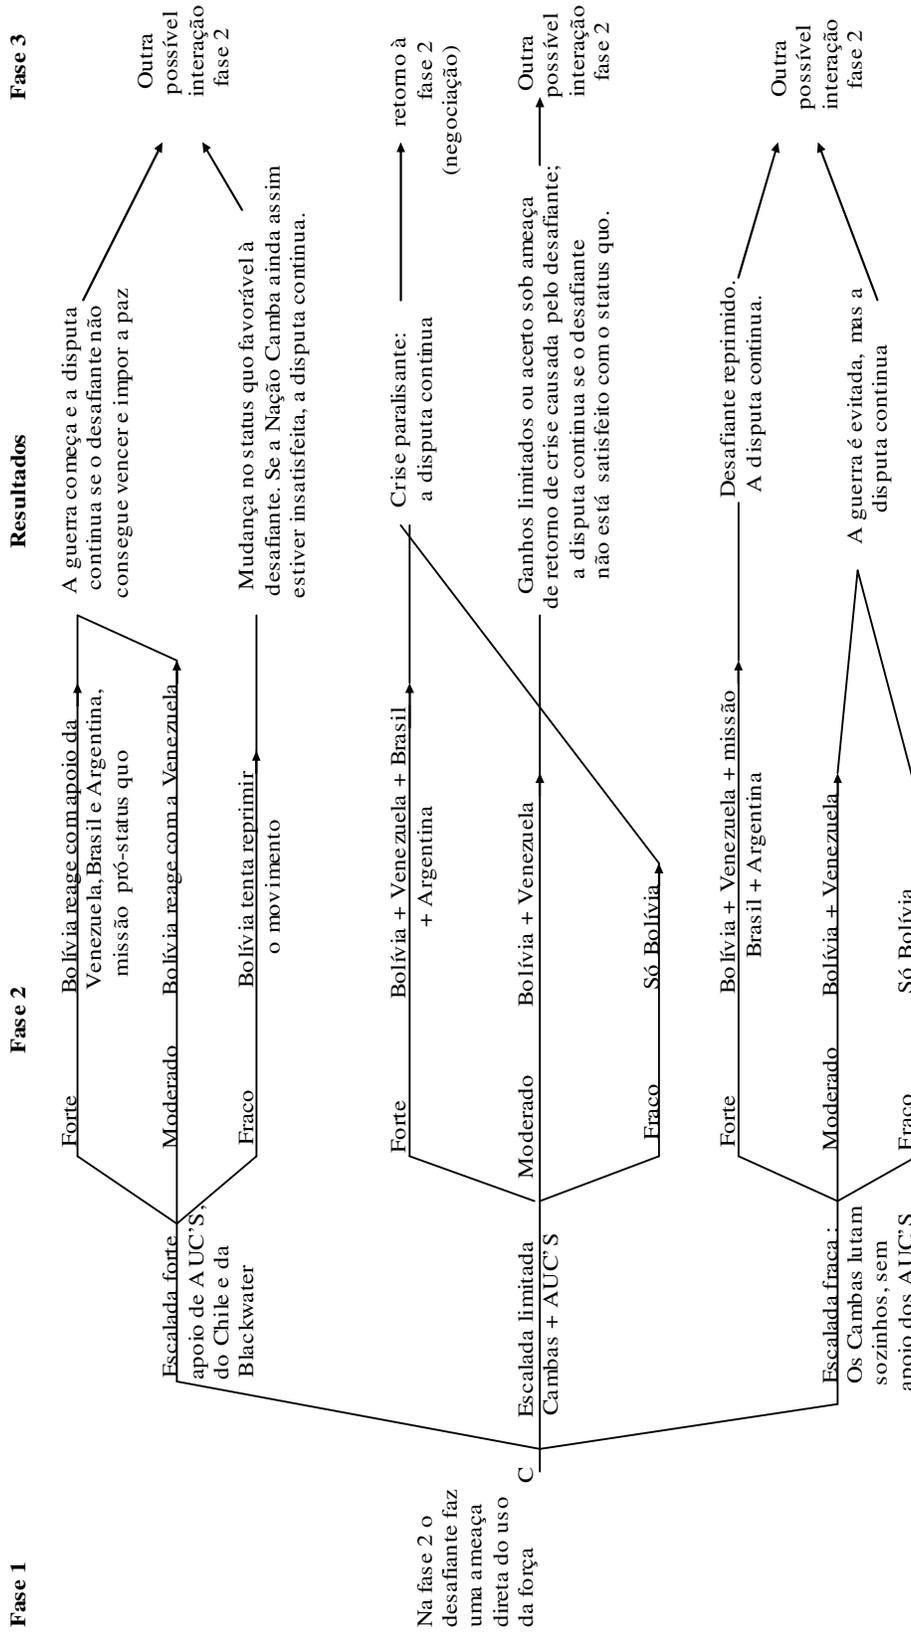 Fase 1
Fase 2
Resultados
Fase 3
Na fase 2 o
desafiante faz
uma ameaça
direta do uso
da força
C
Escalada forte
apoio de AUC'S,
do Chile e da
Blackwater
Forte
Bolívia reage com apoio da
Venezuela, Brasil e Argentina,
missão pró-status quo
Moderado
Bolívia reage com a Venezuela
Fraco
Bolívia tenta reprimir
o movimento
A guerra começa e a disputa
continua se o desafiante não
consegue vencer e impor a paz
Mudança no status quo favorável à
desafiante. Se a Nação Camba ainda assim
estiver insatisfeita, a disputa continua.
Outra
possível
interação
fase 2
Escalada limitada
Cambas + AUC'S
Forte
Bolívia + Venezuela + Brasil
+ Argentina
Moderado
Bolívia + Venezuela
Fraco
Só Bolívia
Crise paralisante:
a disputa continua
retorno à
fase 2
(negociação)
Ganhos limitados ou acerto sob ameaça
de retorno de crise causada pelo desafiante;
a disputa continua se o desafiante
não está satisfeito com o status quo.
Outra
possível
interação
fase 2
Escalada fraca :
Os Cambas lutam
sozinhos, sem
apoio dos AUC'S
Forte
Bolívia + Venezuela + missão
Brasil + Argentina
Moderado
Bolívia + Venezuela
Fraco
Só Bolívia
Desafiante reprimido.
A disputa continua.
A guerra é evitada, mas a
disputa continua
Outra
possível
interação
fase 2